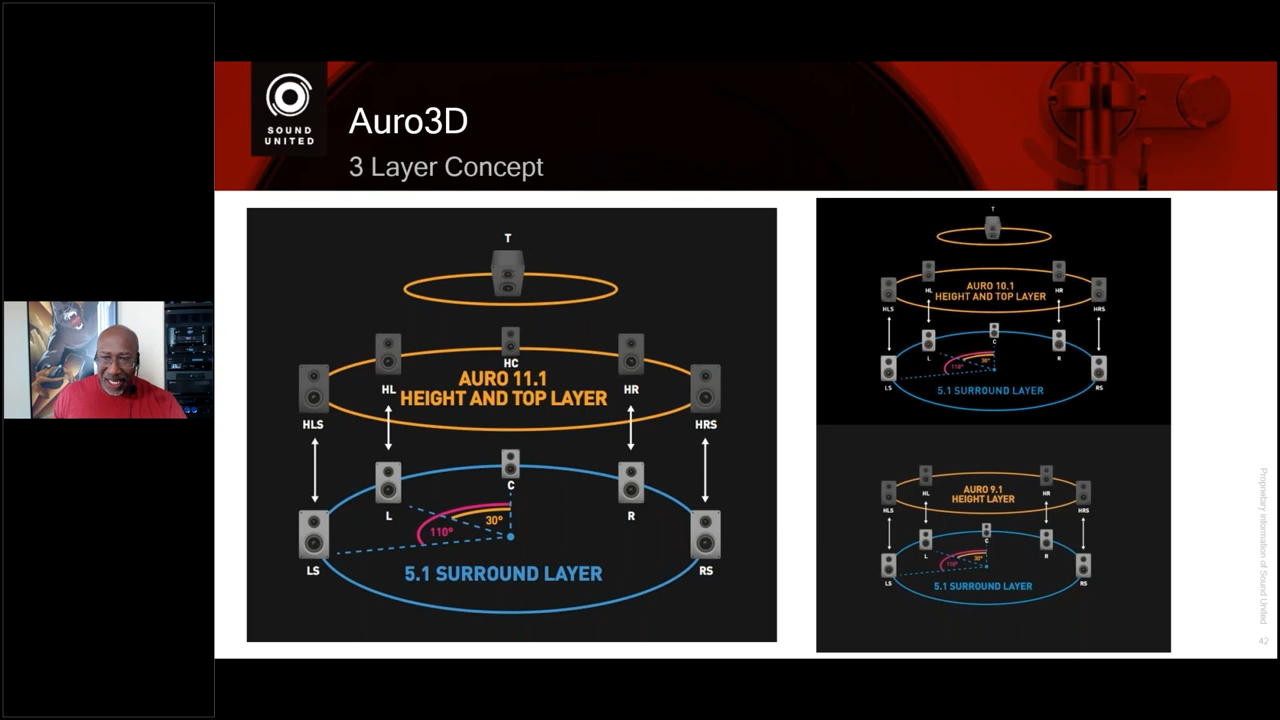 SOUND
UNITED
Auro3D
3 Layer Concept
T
HC
HL
HR
HLS
HRS
AURO 11.1
HEIGHT AND TOP LAYER
C
L
R
LS
RS
30°
110°
5.1 SURROUND LAYER
T
HL
HR
HLS
HRS
AURO 10.1
HEIGHT AND TOP LAYER
C
L
R
LS
RS
30°
110°
5.1 SURROUND LAYER
HL
HR
HLS
HRS
AURO 9.1
HEIGHT LAYER
C
L
R
LS
RS
30°
110°
5.1 SURROUND LAYER
Proprietary information of Sound United
42